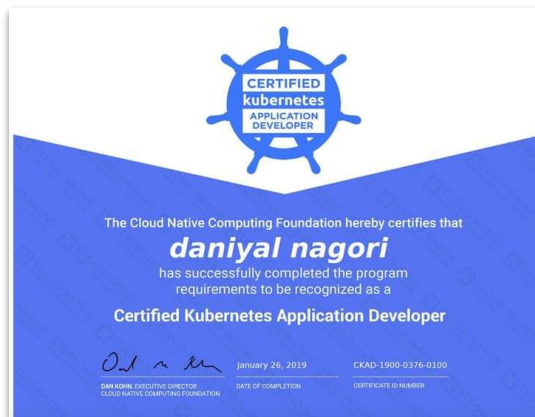 CERTIFIED
kubernetes
APPLICATION
DEVELOPER
The Cloud Native Computing Foundation hereby certifies that
daniyal nagori
has successfully completed the program
requirements to be recognized as a
Certified Kubernetes Application Developer
January 26, 2019
CKAD-1900-0376-0100
DAN KOHN, EXECUTIVE DIRECTOR
CLOUD NATIVE COMPUTING FOUNDATION
DATE OF COMPLETION
CERTIFICATE ID NUMBER